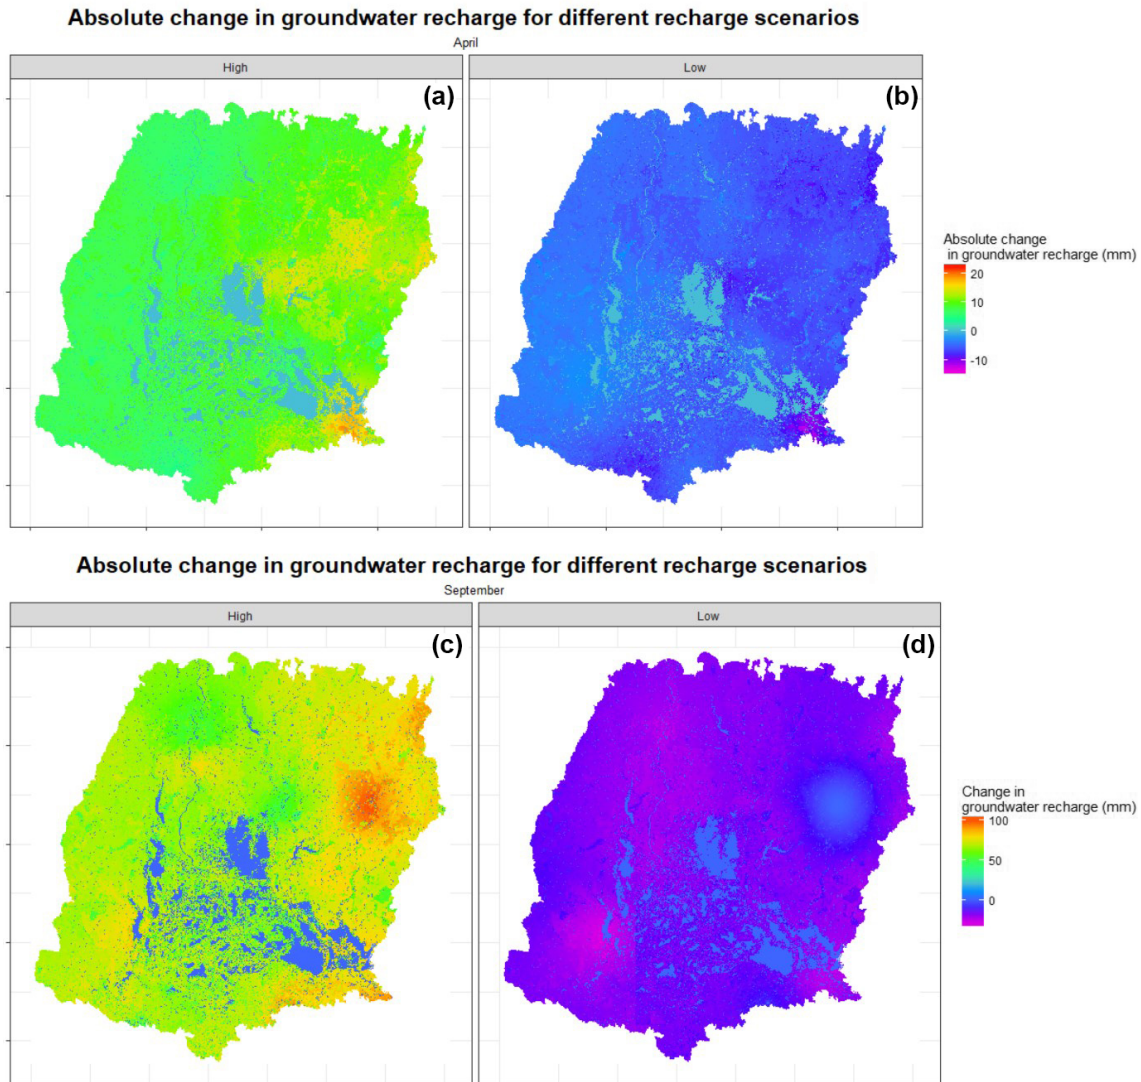 Absolute change in groundwater recharge for different recharge scenarios
April
High
Low
(a)
(b)
Absolute change
in groundwater recharge (mm)
20
10
0
-10
Absolute change in groundwater recharge for different recharge scenarios
September
High
Low
(c)
(d)
Change in
groundwater recharge (mm)
100
50
0